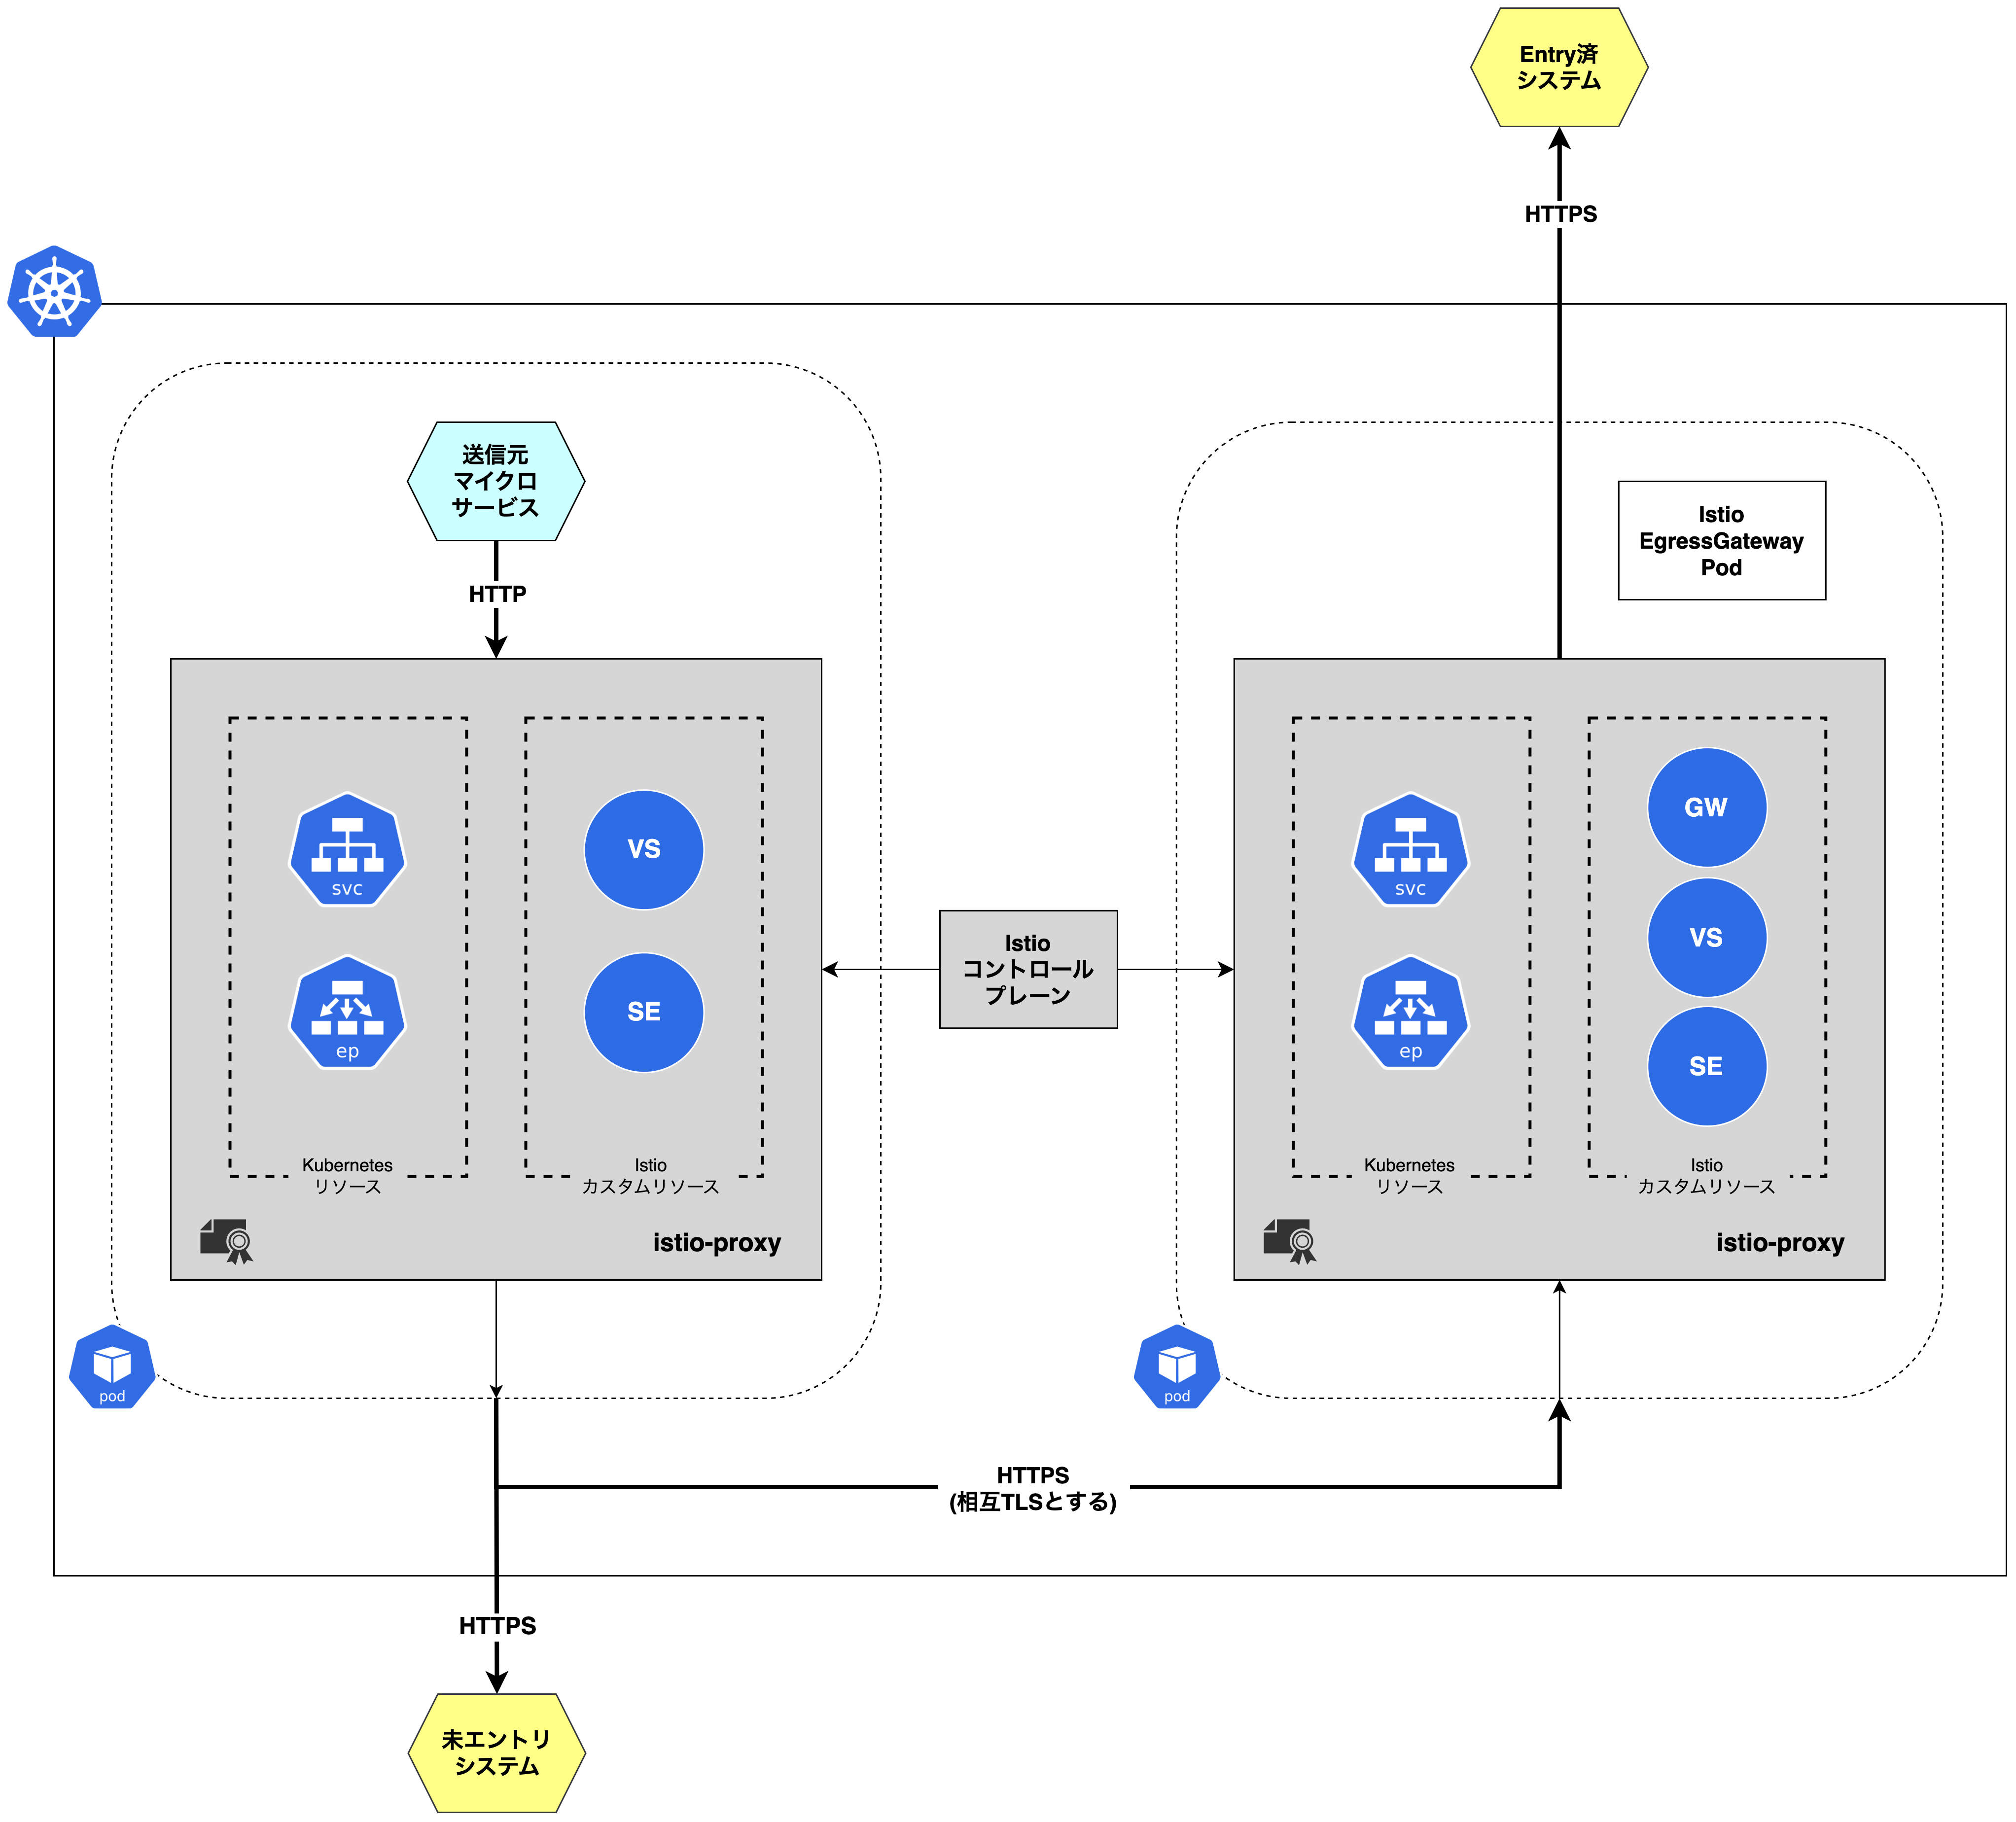 Entry済
システム
HTTPS
送信元
マイクロ
サービス
HTTP
svc
ep
Kubernetes
リソース
VS
SE
Istio
カスタムリソース
istio-proxy
pod
Istio
コントロール
プレーン
Istio
EgressGateway
Pod
svc
ep
Kubernetes
リソース
GW
VS
SE
Istio
カスタムリソース
istio-proxy
pod
HTTPS
(相互TLSとする)
HTTPS
未エントリ
システム